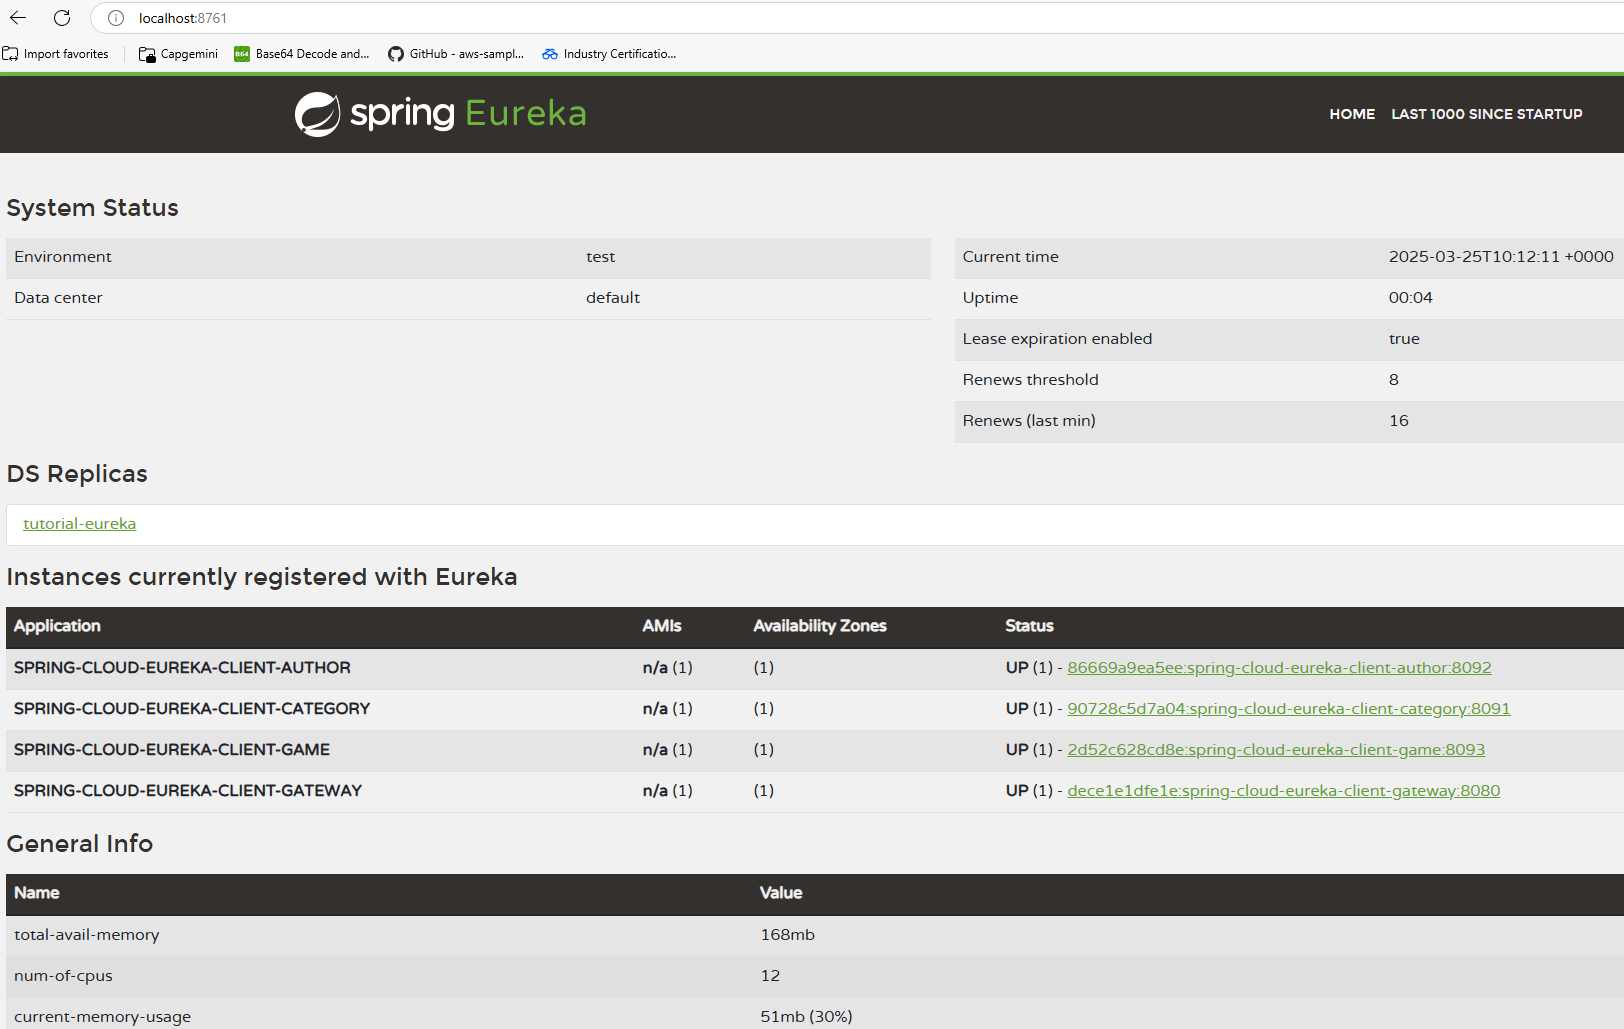 localhost:8761
Import favorites Capgemini Base64 Decode and... GitHub - aws-sampl... Industry Certificatio...
spring Eureka HOME LAST 1000 SINCE STARTUP
System Status
Environment test
Data center default
Current time 2025-03-25T10:12:11 +0000
Uptime 00:04
Lease expiration enabled true
Renews threshold 8
Renews (last min) 16
DS Replicas
tutorial-eureka
Instances currently registered with Eureka
Application AMIs Availability Zones Status
SPRING-CLOUD-EUREKA-CLIENT-AUTHOR n/a (1) (1) UP (1) - 86669a9ea5ee:spring-cloud-eureka-client-author:8092
SPRING-CLOUD-EUREKA-CLIENT-CATEGORY n/a (1) (1) UP (1) - 90728c5d7a04:spring-cloud-eureka-client-category:8091
SPRING-CLOUD-EUREKA-CLIENT-GAME n/a (1) (1) UP (1) - 2d52c628cd8e:spring-cloud-eureka-client-game:8093
SPRING-CLOUD-EUREKA-CLIENT-GATEWAY n/a (1) (1) UP (1) - dece1e1dfe1e:spring-cloud-eureka-client-gateway:8080
General Info
Name Value
total-avail-memory 168mb
num-of-cpus 12
current-memory-usage 51mb (30%)